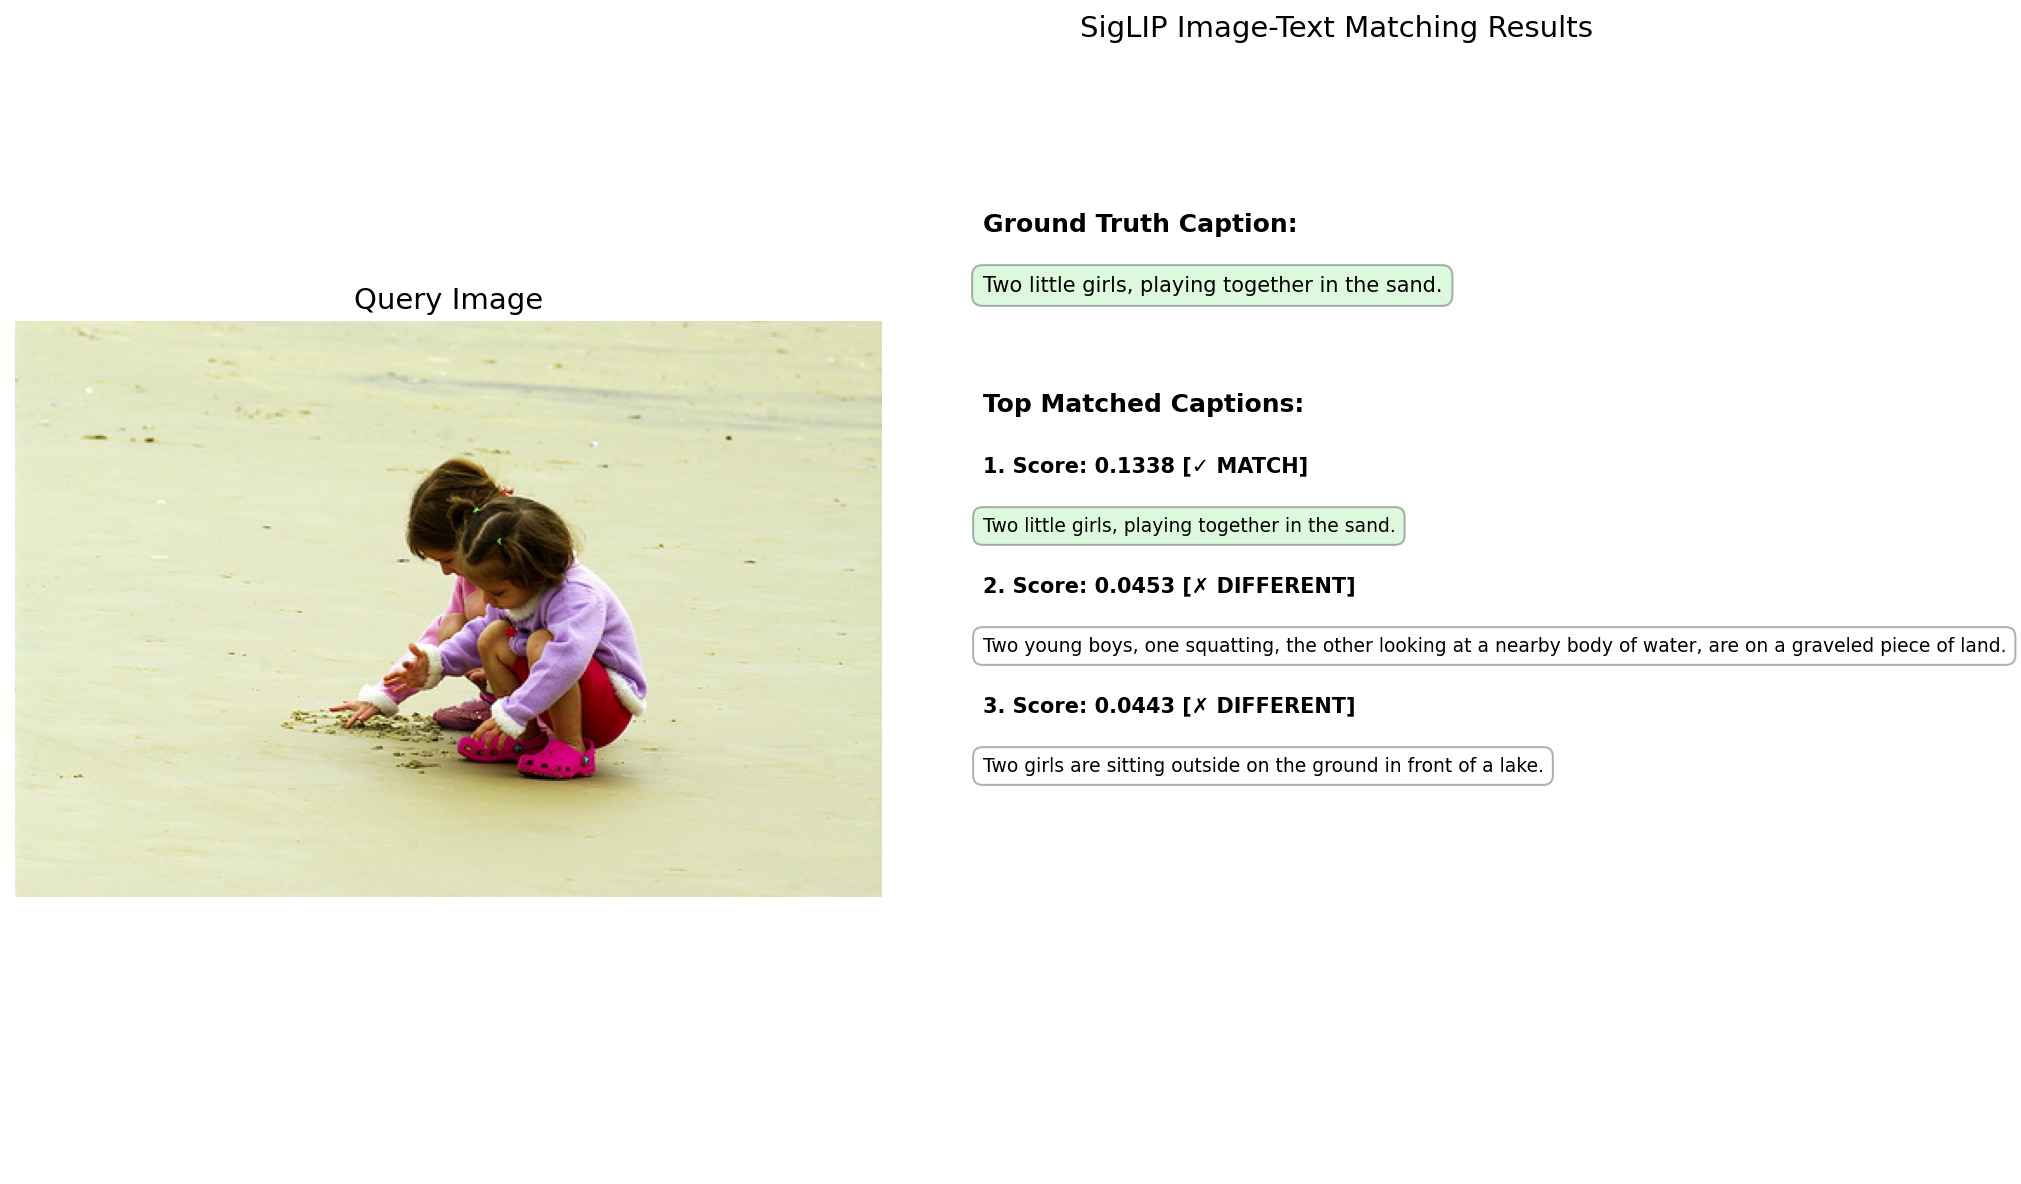 SigLIP Image-Text Matching Results
Query Image
Ground Truth Caption:
Two little girls, playing together in the sand.
Top Matched Captions:
1. Score: 0.1338 [✓ MATCH]
Two little girls, playing together in the sand.
2. Score: 0.0453 [✗ DIFFERENT]
Two young boys, one squatting, the other looking at a nearby body of water, are on a graveled piece of land.
3. Score: 0.0443 [✗ DIFFERENT]
Two girls are sitting outside on the ground in front of a lake.